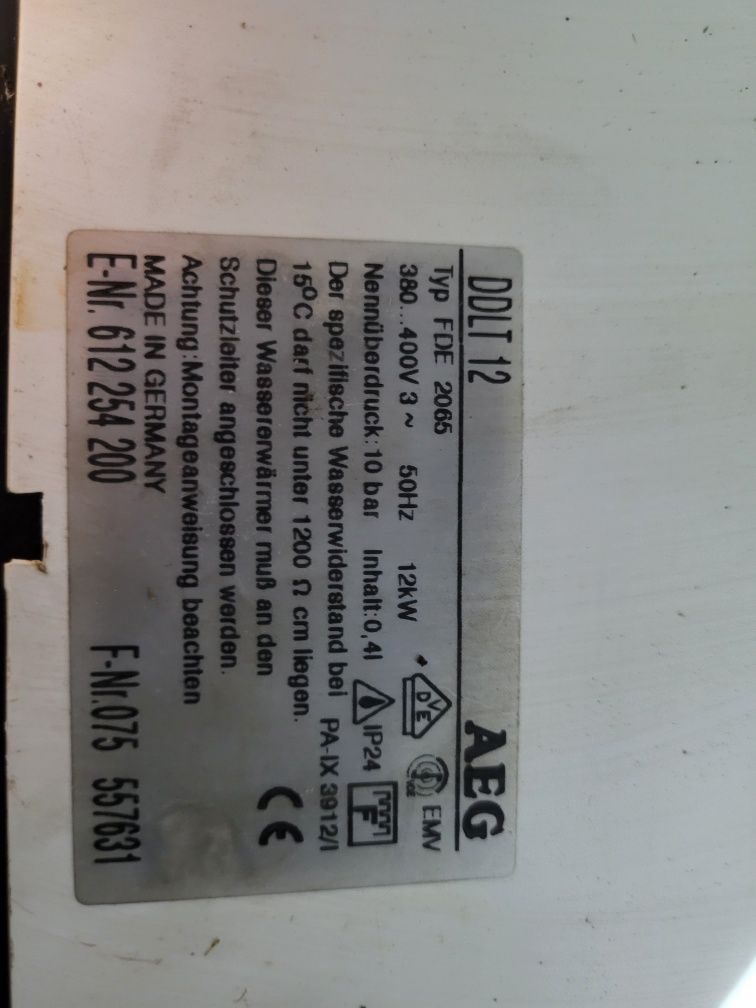 DDLT 12 AEG
Typ FDE 2065 EMV
380...400V 3 ~ 50Hz 12kW DVE
Nennüberdruck:10 bar Inhalt:0,4l IP24 F
Der spezifische Wasserwiderstand bei PA-IX 3912/I
15ºC darf nicht unter 1200 Ω cm liegen.
Dieser Wassererwärmer muß an den
Schutzleiter angeschlossen werden. CE
Achtung:Montageanweisung beachten
MADE IN GERMANY
E-Nr. 612 254 200 F-Nr.075 557631